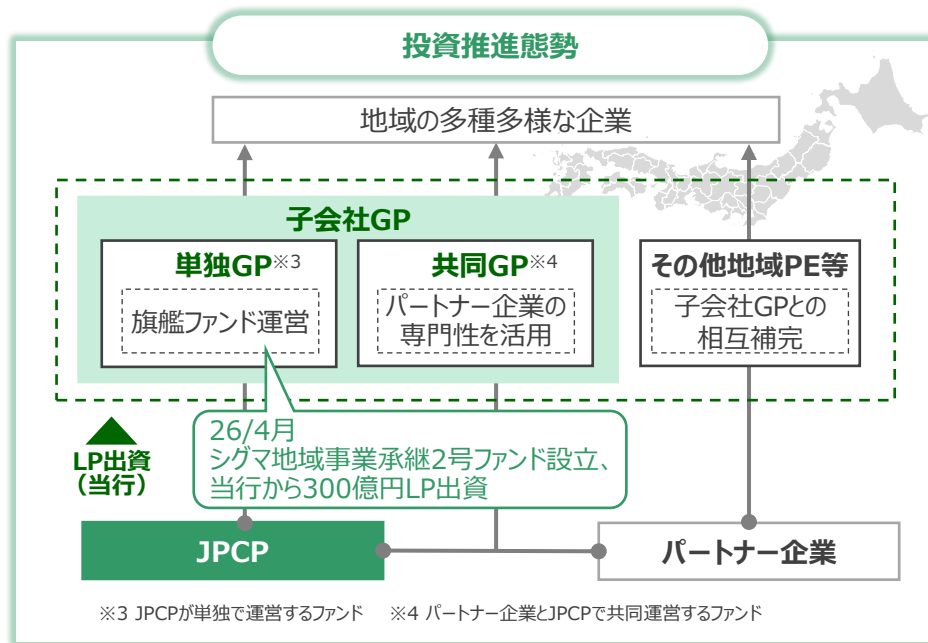 投資推進態勢
地域の多種多様な企業
子会社GP
単独GP※3
旗艦ファンド運営
共同GP※4
パートナー企業の
専門性を活用
その他地域PE等
子会社GPとの
相互補完
26/4月
シグマ地域事業承継2号ファンド設立、
当行から300億円LP出資
LP出資
（当行）
JPCP
パートナー企業
※3 JPCPが単独で運営するファンド
※4 パートナー企業とJPCPで共同運営するファンド